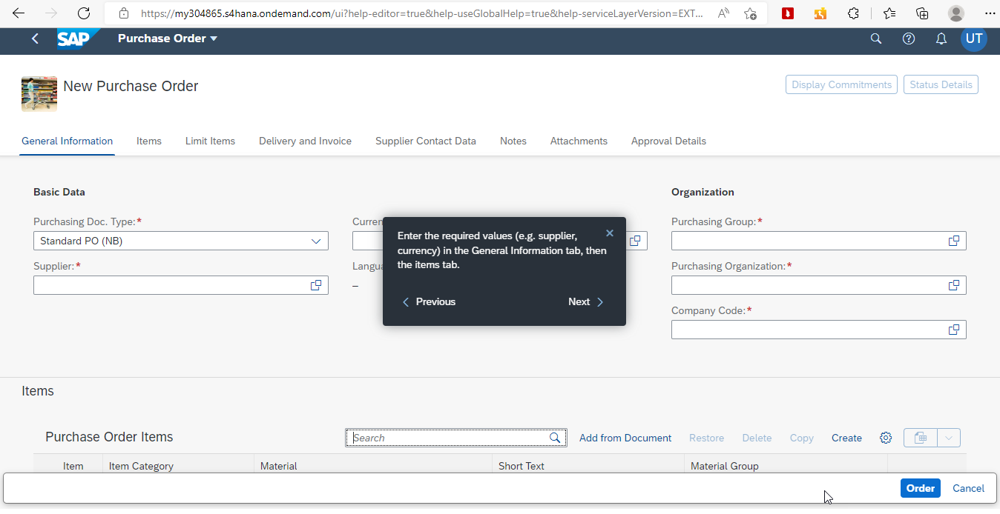 https://my304865.s4hana.ondemand.com/ui?help-editor=true&help-useGlobalHelp=true&help-serviceLayerVersion=EXT...
SAP
Purchase Order
UT
New Purchase Order
Display Commitments
Status Details
General Information
Items
Limit Items
Delivery and Invoice
Supplier Contact Data
Notes
Attachments
Approval Details
Basic Data
Purchasing Doc. Type:*
Standard PO (NB)
Supplier:*
–
Enter the required values (e.g. supplier,
currency) in the General Information tab, then
the items tab.
Previous
Next
Organization
Purchasing Group:*
Purchasing Organization:*
Company Code:*
Items
Purchase Order Items
Search
Add from Document
Restore
Delete
Copy
Create
Item
Item Category
Material
Short Text
Material Group
Order
Cancel